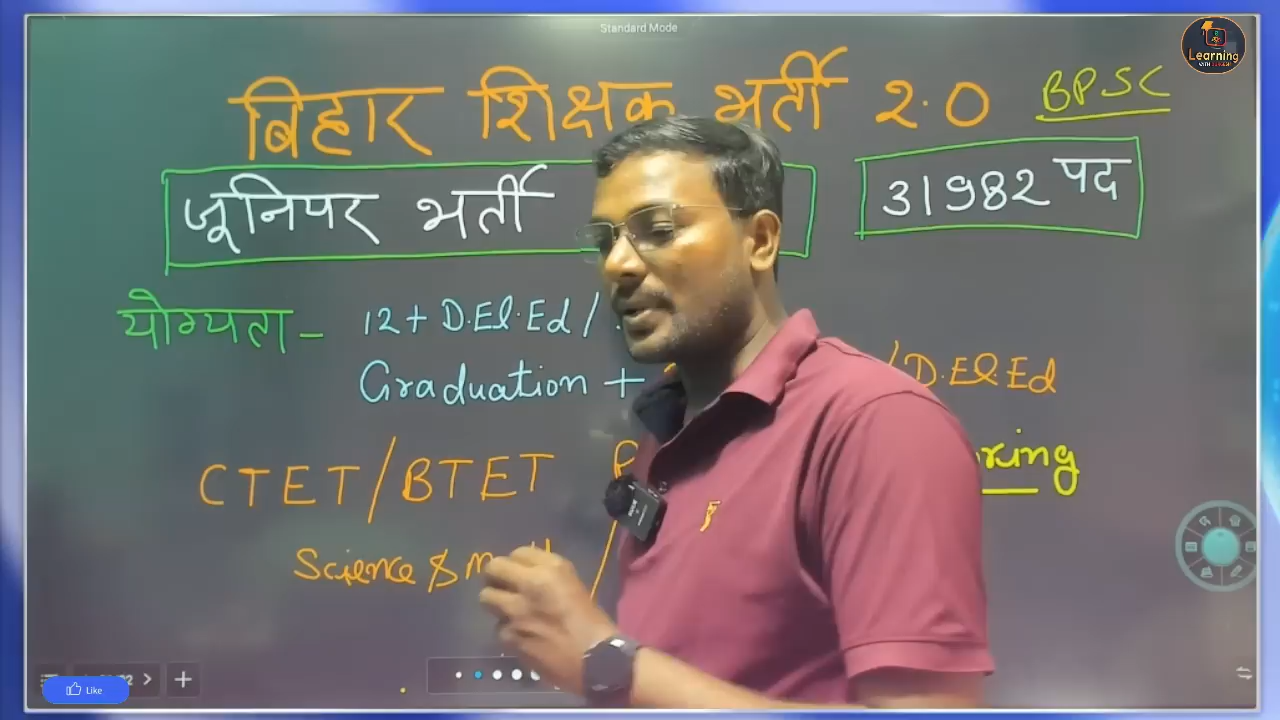 Standard Mode
Learning
बिहार शिक्षक भर्ती 2.0 BPSC
जूनियर भर्ती 31982 पद
योग्यता - 12 + D.El.Ed /
Graduation + / D.El.Ed
CTET / BTET
Science &
Like